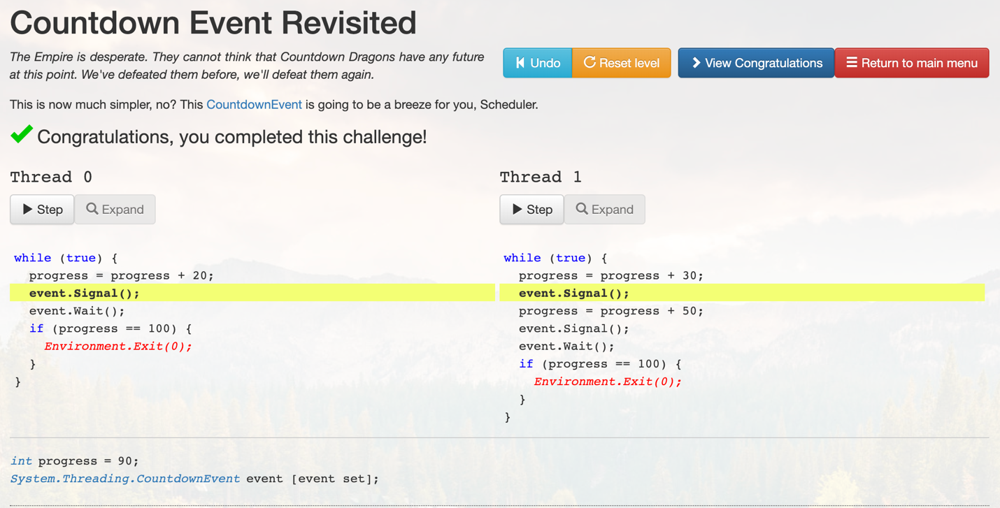 Countdown Event Revisited
The Empire is desperate. They cannot think that Countdown Dragons have any future
at this point. We've defeated them before, we'll defeat them again.
Undo Reset level View Congratulations Return to main menu
This is now much simpler, no? This CountdownEvent is going to be a breeze for you, Scheduler.
Congratulations, you completed this challenge!
Thread 0
Step Expand
while (true) {
progress = progress + 20;
event.Signal();
event.Wait();
if (progress == 100) {
Environment.Exit(0);
}
}
Thread 1
Step Expand
while (true) {
progress = progress + 30;
event.Signal();
progress = progress + 50;
event.Signal();
event.Wait();
if (progress == 100) {
Environment.Exit(0);
}
}
int progress = 90;
System.Threading.CountdownEvent event [event set];